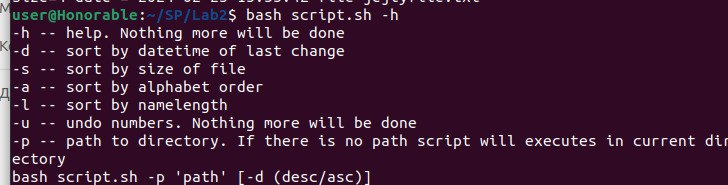 user@Honorable:~/SP/Lab2$ bash script.sh -h
-h -- help. Nothing more will be done
-d -- sort by datetime of last change
-s -- sort by size of file
-a -- sort by alphabet order
-l -- sort by namelength
-u -- undo numbers. Nothing more will be done
-p -- path to directory. If there is no path script will executes in current dir
ectory
bash script.sh -p 'path' [-d (desc/asc)]